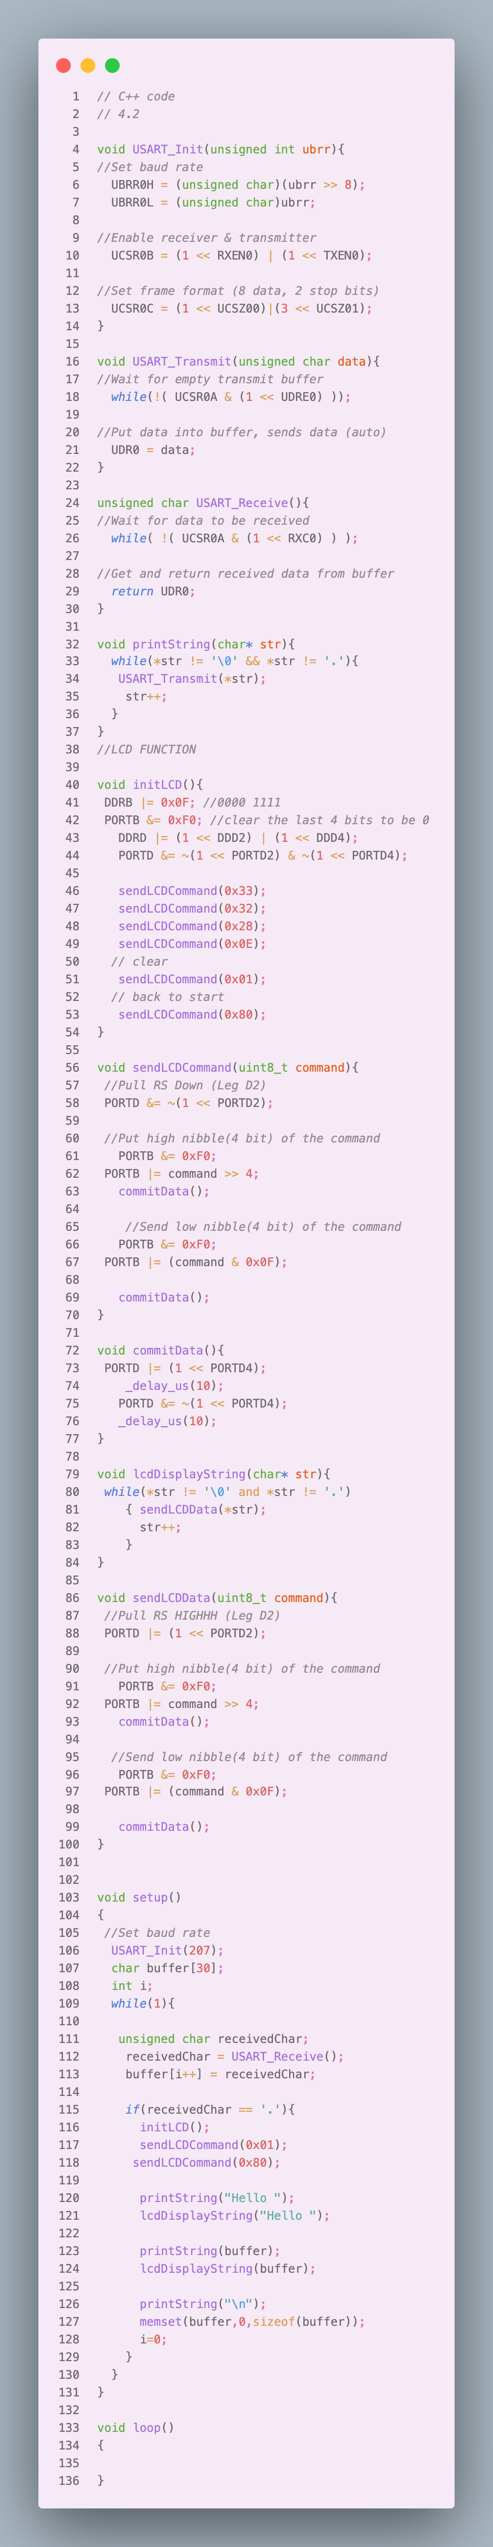 1 // C++ code
2 // 4.2
3
4 void USART_Init(unsigned int ubrr){
5 //Set baud rate
6   UBRR0H = (unsigned char)(ubrr >> 8);
7   UBRR0L = (unsigned char)ubrr;
8
9 //Enable receiver & transmitter
10   UCSR0B = (1 << RXEN0) | (1 << TXEN0);
11
12 //Set frame format (8 data, 2 stop bits)
13   UCSR0C = (1 << UCSZ00)|(3 << UCSZ01);
14 }
15
16 void USART_Transmit(unsigned char data){
17 //Wait for empty transmit buffer
18   while(!( UCSR0A & (1 << UDRE0) ));
19
20 //Put data into buffer, sends data (auto)
21   UDR0 = data;
22 }
23
24 unsigned char USART_Receive(){
25 //Wait for data to be received
26   while( !( UCSR0A & (1 << RXC0) ) );
27
28 //Get and return received data from buffer
29   return UDR0;
30 }
31
32 void printString(char* str){
33   while(*str != '\0' && *str != '.'){
34    USART_Transmit(*str);
35     str++;
36   }
37 }
38 //LCD FUNCTION
39
40 void initLCD(){
41  DDRB |= 0x0F; //0000 1111
42  PORTB &= 0xF0; //clear the last 4 bits to be 0
43    DDRD |= (1 << DDD2) | (1 << DDD4);
44    PORTD &= ~(1 << PORTD2) & ~(1 << PORTD4);
45
46    sendLCDCommand(0x33);
47    sendLCDCommand(0x32);
48    sendLCDCommand(0x28);
49    sendLCDCommand(0x0E);
50   // clear
51    sendLCDCommand(0x01);
52   // back to start
53    sendLCDCommand(0x80);
54 }
55
56 void sendLCDCommand(uint8_t command){
57  //Pull RS Down (Leg D2)
58  PORTD &= ~(1 << PORTD2);
59
60  //Put high nibble(4 bit) of the command
61    PORTB &= 0xF0;
62  PORTB |= command >> 4;
63    commitData();
64
65     //Send low nibble(4 bit) of the command
66    PORTB &= 0xF0;
67  PORTB |= (command & 0x0F);
68
69    commitData();
70 }
71
72 void commitData(){
73  PORTD |= (1 << PORTD4);
74     _delay_us(10);
75    PORTD &= ~(1 << PORTD4);
76    _delay_us(10);
77 }
78
79 void lcdDisplayString(char* str){
80  while(*str != '\0' and *str != '.')
81     { sendLCDData(*str);
82       str++;
83     }
84 }
85
86 void sendLCDData(uint8_t command){
87  //Pull RS HIGHHH (Leg D2)
88  PORTD |= (1 << PORTD2);
89
90  //Put high nibble(4 bit) of the command
91    PORTB &= 0xF0;
92  PORTB |= command >> 4;
93    commitData();
94
95   //Send low nibble(4 bit) of the command
96    PORTB &= 0xF0;
97  PORTB |= (command & 0x0F);
98
99    commitData();
100 }
101
102
103 void setup()
104 {
105  //Set baud rate
106   USART_Init(207);
107   char buffer[30];
108   int i;
109   while(1){
110
111    unsigned char receivedChar;
112     receivedChar = USART_Receive();
113     buffer[i++] = receivedChar;
114
115     if(receivedChar == '.'){
116       initLCD();
117       sendLCDCommand(0x01);
118      sendLCDCommand(0x80);
119
120       printString("Hello ");
121       lcdDisplayString("Hello ");
122
123       printString(buffer);
124       lcdDisplayString(buffer);
125
126       printString("\n");
127       memset(buffer,0,sizeof(buffer));
128       i=0;
129     }
130   }
131 }
132
133 void loop()
134 {
135
136 }